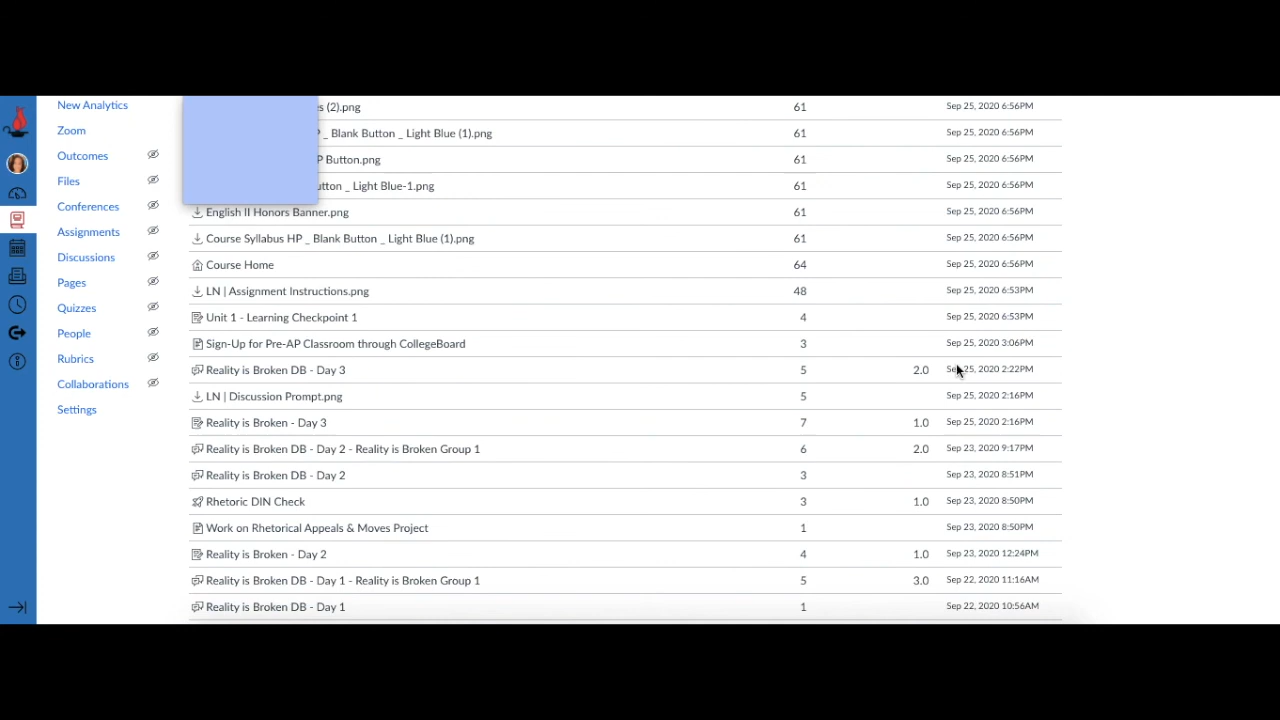 New Analytics
Zoom
Outcomes
Files
Conferences
Assignments
Discussions
Pages
Quizzes
People
Rubrics
Collaborations
Settings
s (2).png 61 Sep 25, 2020 6:56PM
_ Blank Button _ Light Blue (1).png 61 Sep 25, 2020 6:56PM
P Button.png 61 Sep 25, 2020 6:56PM
utton _ Light Blue-1.png 61 Sep 25, 2020 6:56PM
English II Honors Banner.png 61 Sep 25, 2020 6:56PM
Course Syllabus HP _ Blank Button _ Light Blue (1).png 61 Sep 25, 2020 6:56PM
Course Home 64 Sep 25, 2020 6:56PM
LN | Assignment Instructions.png 48 Sep 25, 2020 6:53PM
Unit 1 - Learning Checkpoint 1 4 Sep 25, 2020 6:53PM
Sign-Up for Pre-AP Classroom through CollegeBoard 3 Sep 25, 2020 3:06PM
Reality is Broken DB - Day 3 5 2.0 Sep 25, 2020 2:22PM
LN | Discussion Prompt.png 5 Sep 25, 2020 2:16PM
Reality is Broken - Day 3 7 1.0 Sep 25, 2020 2:16PM
Reality is Broken DB - Day 2 - Reality is Broken Group 1 6 2.0 Sep 23, 2020 9:17PM
Reality is Broken DB - Day 2 3 Sep 23, 2020 8:51PM
Rhetoric DIN Check 3 1.0 Sep 23, 2020 8:50PM
Work on Rhetorical Appeals & Moves Project 1 Sep 23, 2020 8:50PM
Reality is Broken - Day 2 4 1.0 Sep 23, 2020 12:24PM
Reality is Broken DB - Day 1 - Reality is Broken Group 1 5 3.0 Sep 22, 2020 11:16AM
Reality is Broken DB - Day 1 1 Sep 22, 2020 10:56AM